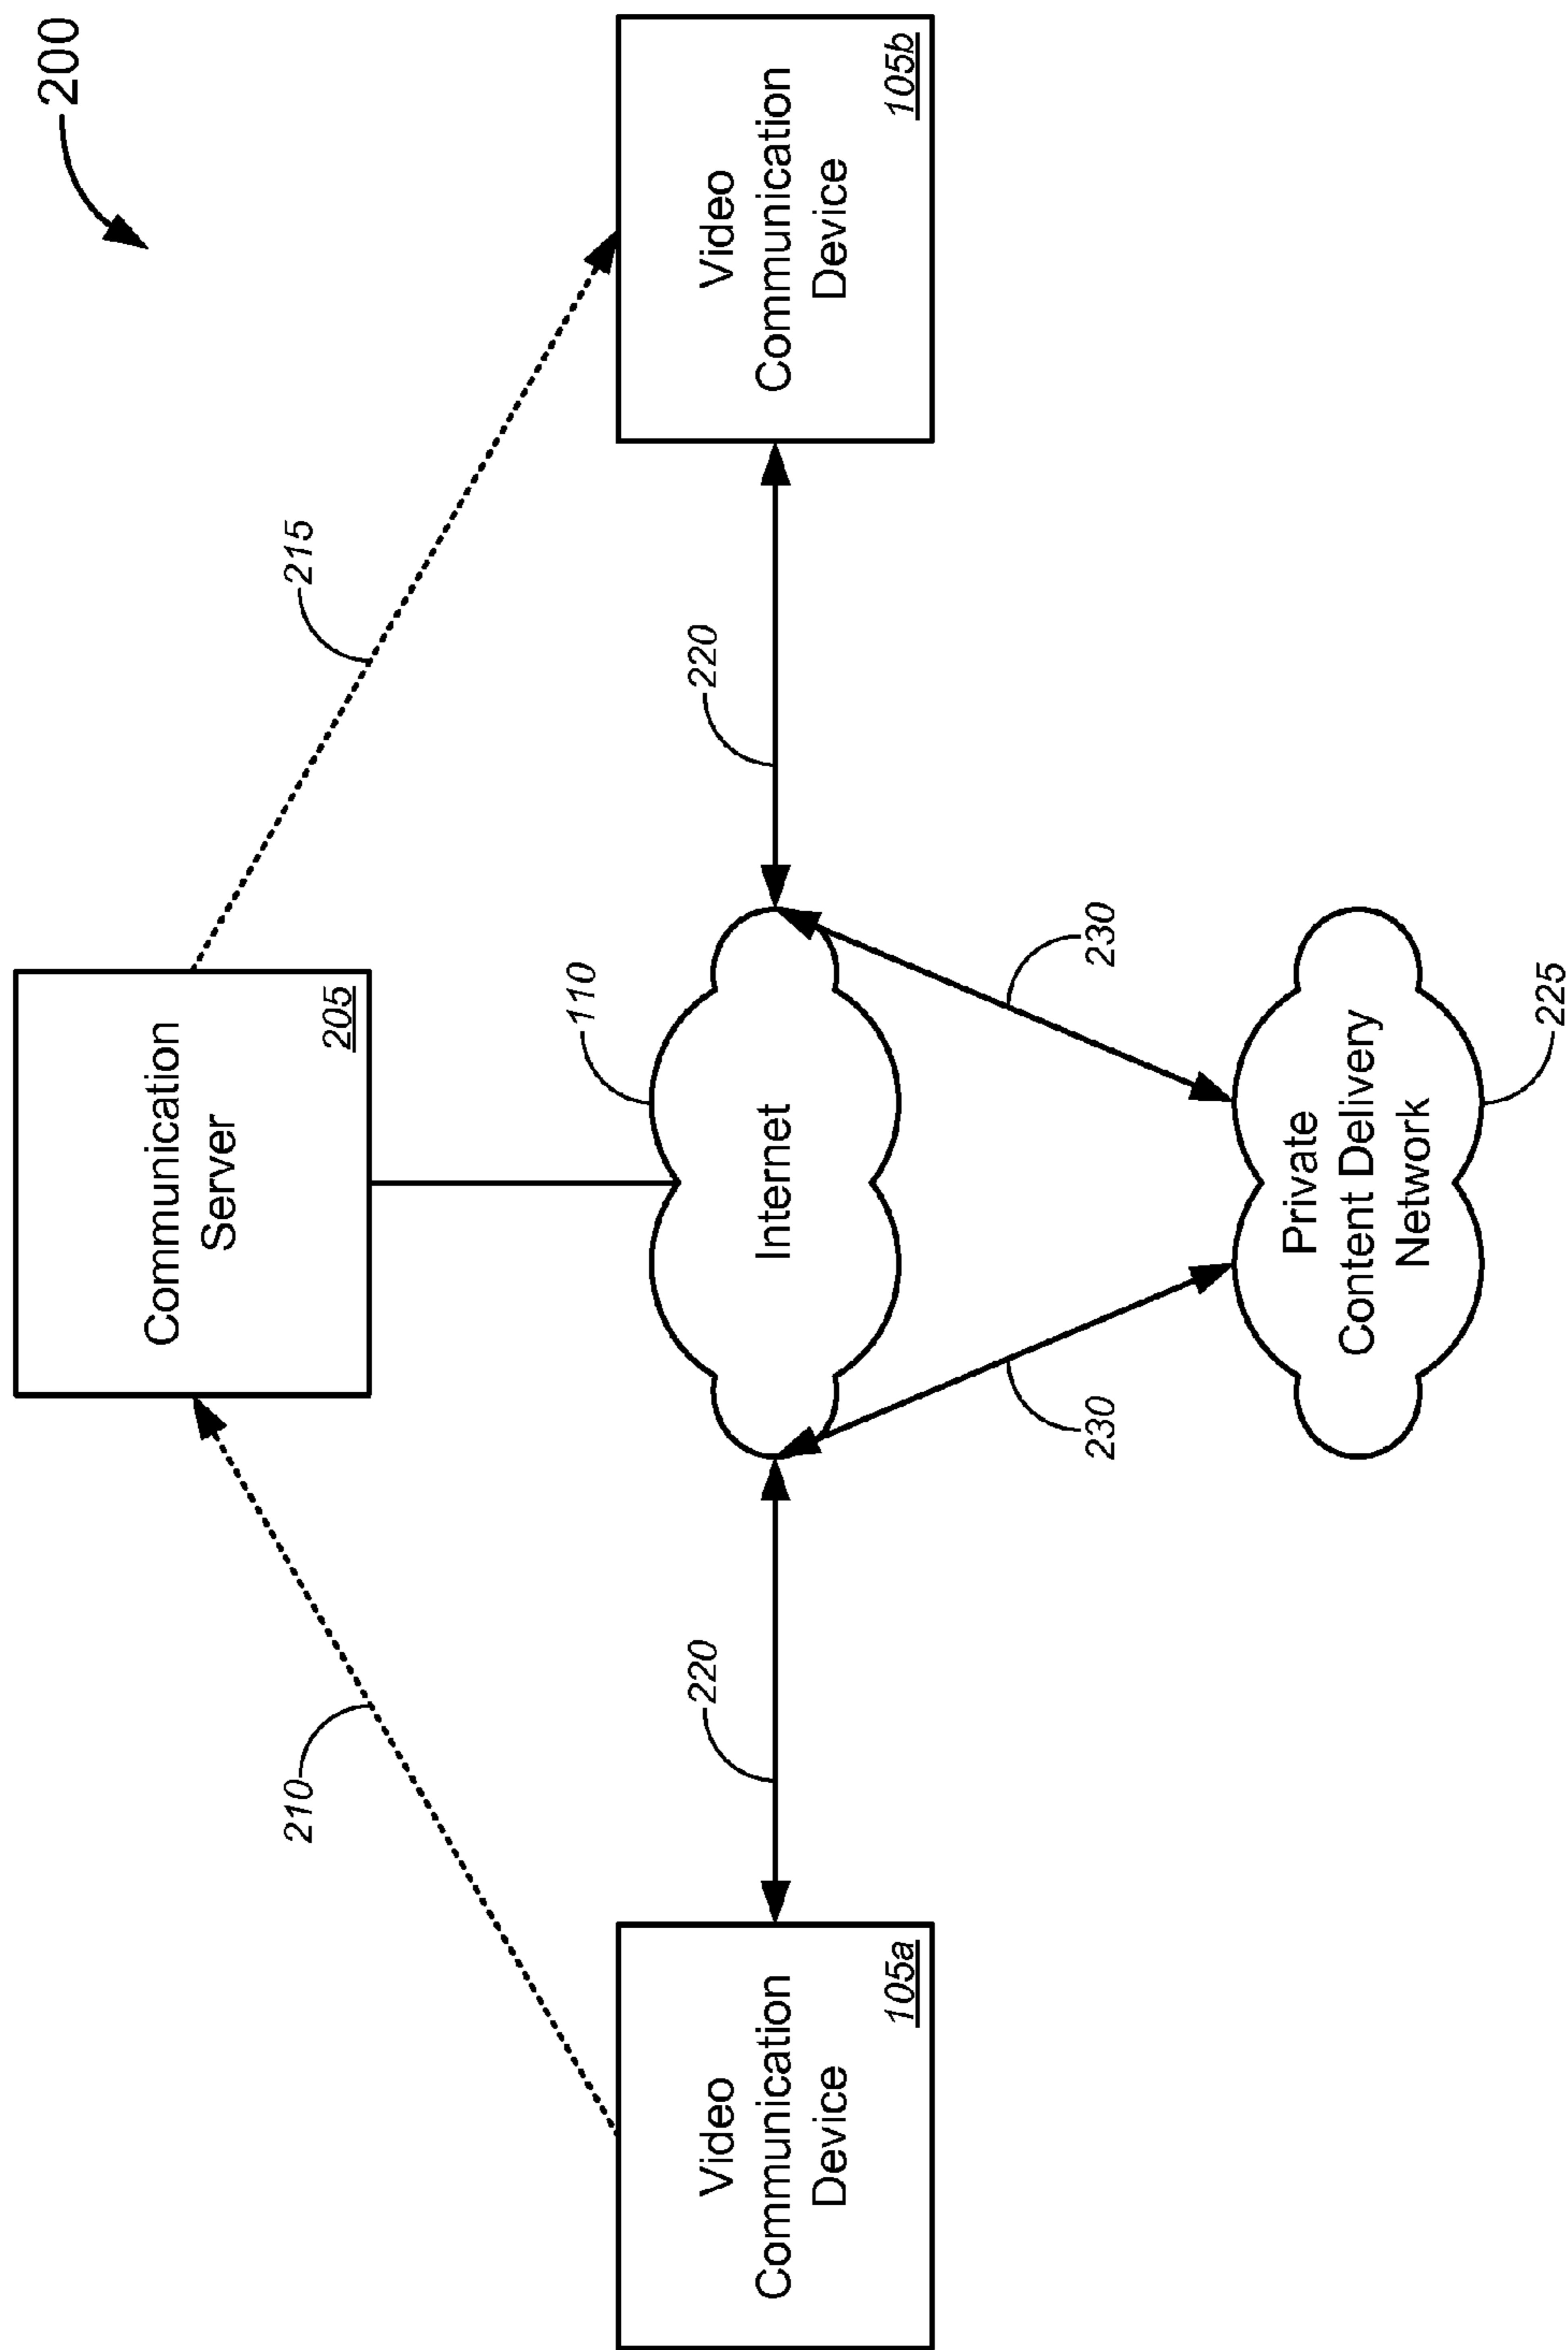 200
Communication
Server
205
210
215
Video
Communication
Device
105a
220
110
Internet
220
Video
Communication
Device
105b
230
230
Private
Content Delivery
Network
225